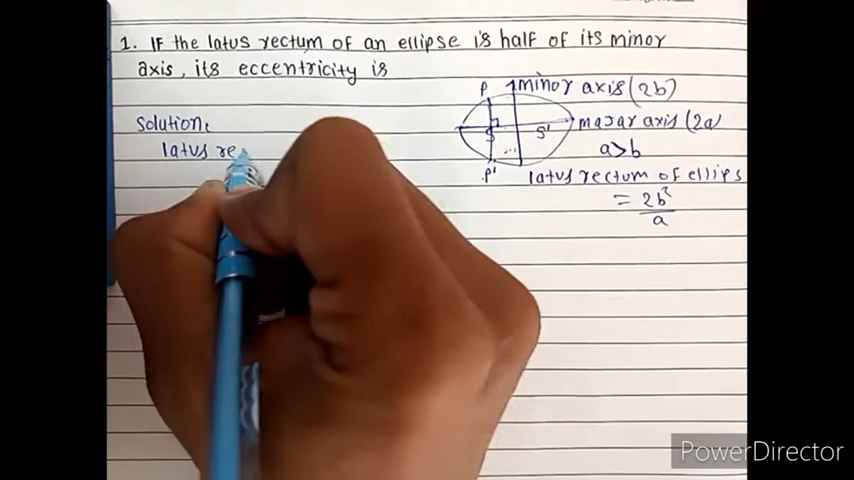 1. IF the latus rectum of an ellipse is half of its minor
axis, its eccentricity is
P
minor axis (2b)
Solution:
S
S'
major axis (2a)
latus re
a>b
P'
latus rectum of ellips
= 2b²
a
PowerDirector